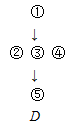 ①
↓
② ③ ④
↓
⑤
D